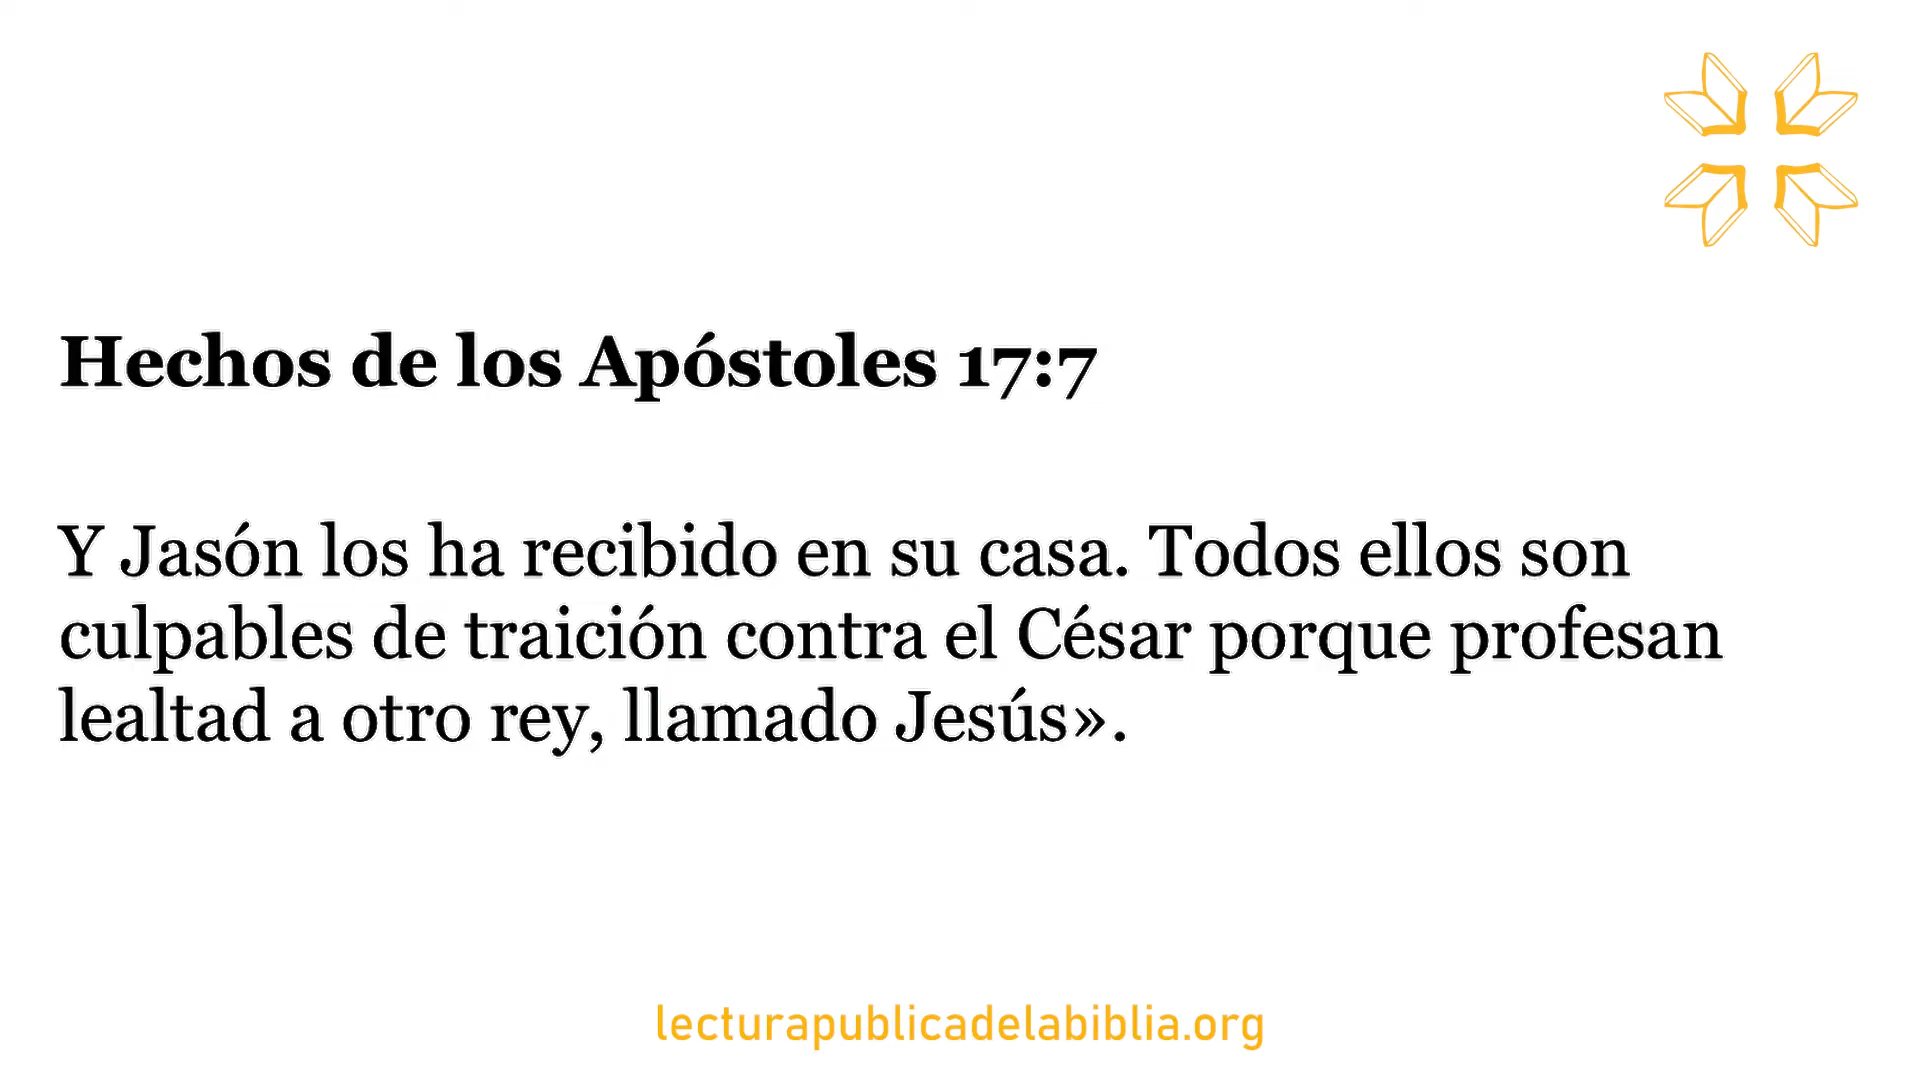 Hechos de los Apóstoles 17:7
Y Jasón los ha recibido en su casa. Todos ellos son
culpables de traición contra el César porque profesan
lealtad a otro rey, llamado Jesús».
lecturapublicadelabiblia.org